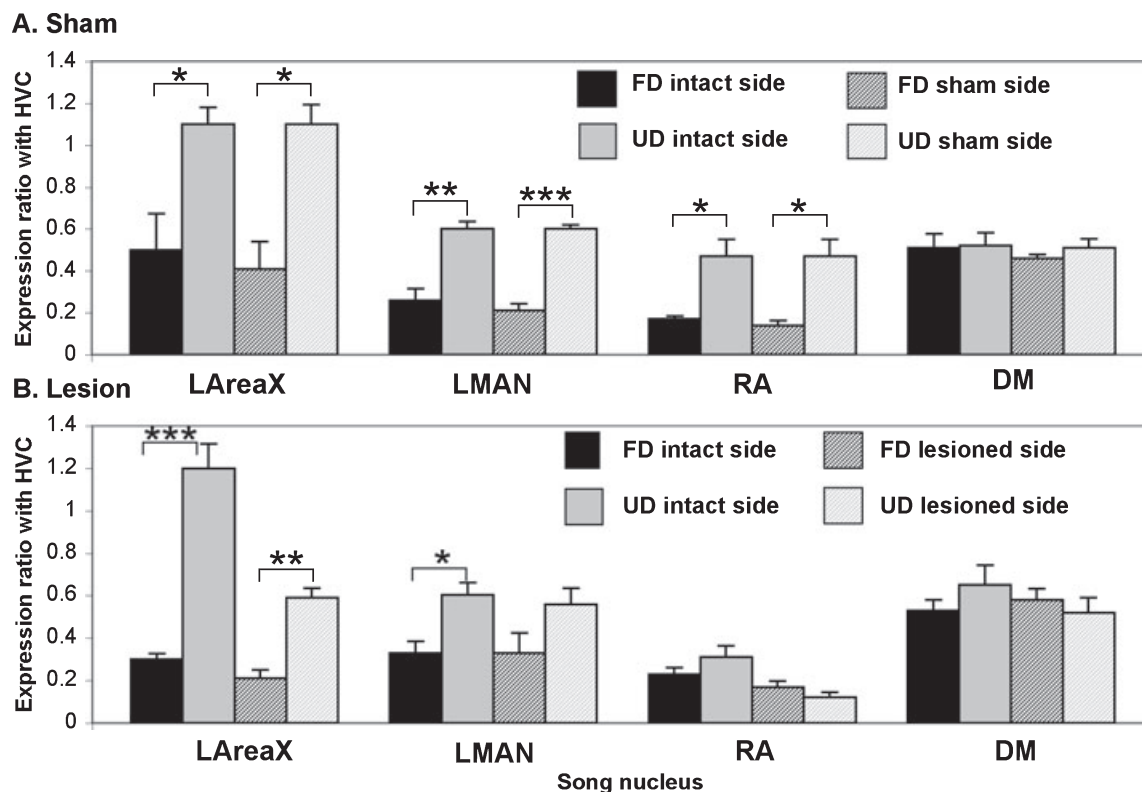 A. Sham
Expression ratio with HVC
1.4
1.2
1
0.8
0.6
0.4
0.2
0
* * ** *** * *
FD intact side
FD sham side
UD intact side
UD sham side
LAreaX LMAN RA DM
B. Lesion
Expression ratio with HVC
1.4
1.2
1
0.8
0.6
0.4
0.2
0
*** ** *
FD intact side
FD lesioned side
UD intact side
UD lesioned side
LAreaX LMAN RA DM
Song nucleus